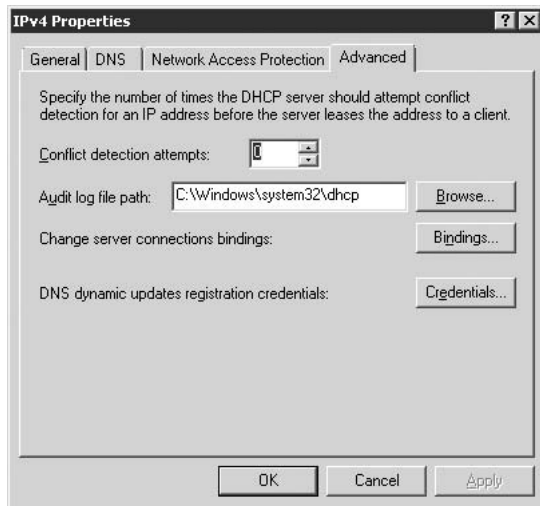 IPv4 Properties
General DNS Network Access Protection Advanced
Specify the number of times the DHCP server should attempt conflict
detection for an IP address before the server leases the address to a client.
Conflict detection attempts: 0
Audit log file path: C:\Windows\system32\dhcp Browse...
Change server connections bindings: Bindings...
DNS dynamic updates registration credentials: Credentials...
OK Cancel Apply